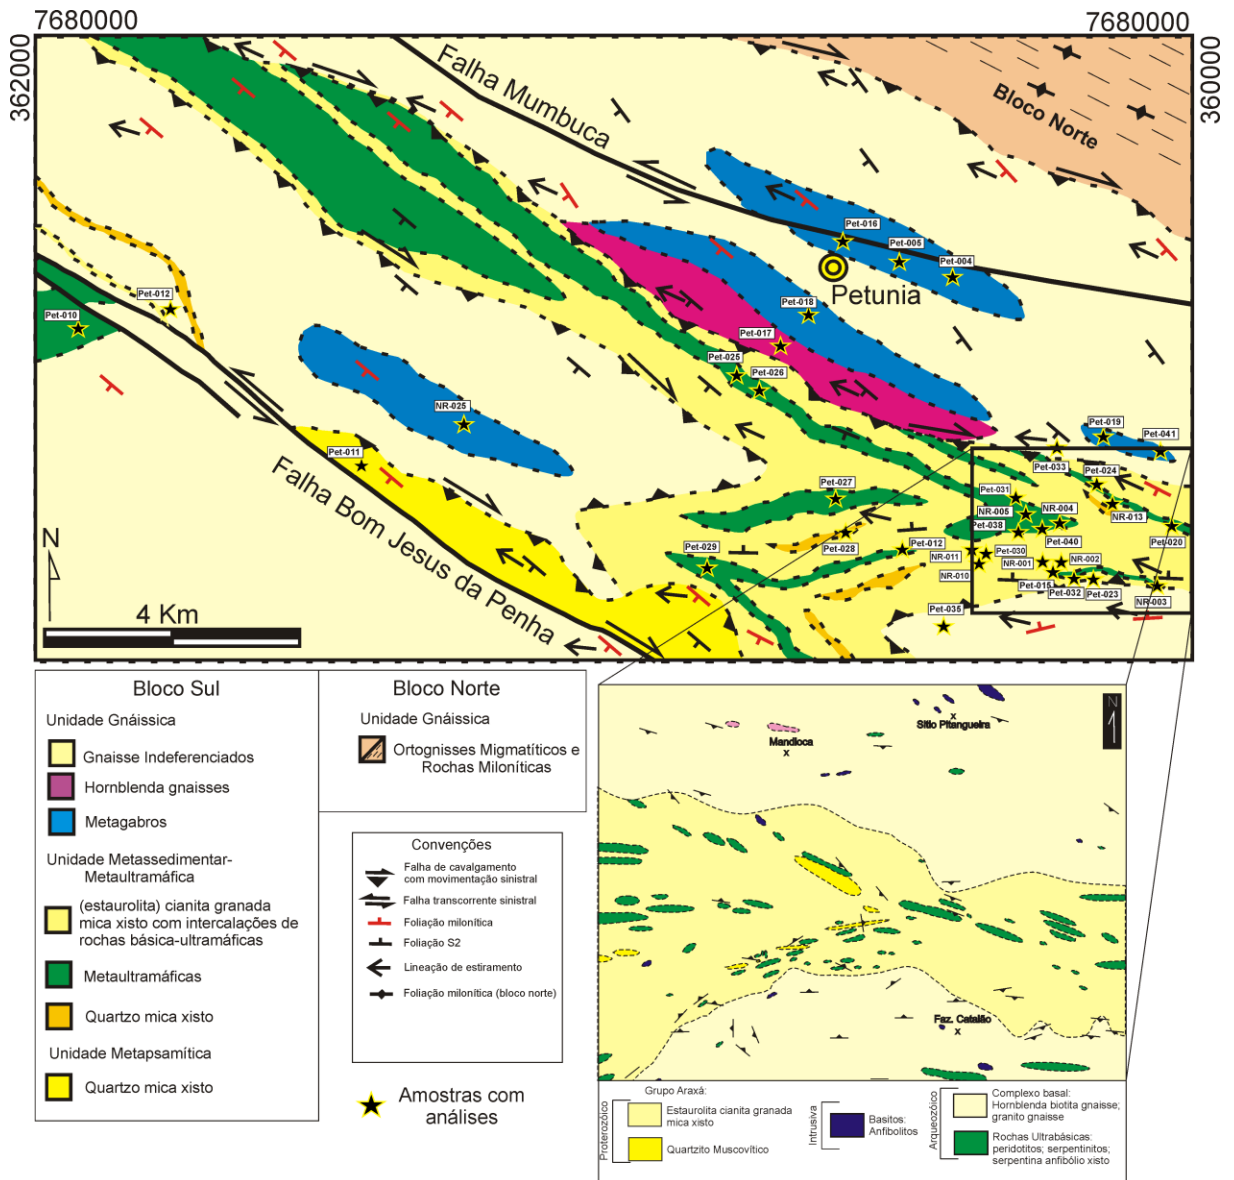 7680000
7680000
362000
360000
Falha Mumbuca
Bloco Norte
Pet-016
Pet-005
Pet-004
Petunia
Pet-012
Pet-010
Pet-018
Pet-017
Pet-025
Pet-026
NR-025
Pet-011
Pet-019
Pet-041
Pet-033
Pet-024
Pet-027
Pet-031
NR-005
NR-004
NR-013
Pet-038
Pet-040
Pet-020
Pet-028
Pet-012
NR-011
Pet-030
NR-001
NR-002
Pet-029
NR-010
Pet-015
Pet-032
Pet-023
NR-003
Pet-035
Falha Bom Jesus da Penha
N
4 Km
Bloco Sul
Unidade Gnáissica
Gnaisse Indeferenciados
Hornblenda gnaisses
Metagabros
Unidade Metassedimentar-
Metaultramáfica
(estaurolita) cianita granada
mica xisto com intercalações de
rochas básica-ultramáficas
Metaultramáficas
Quartzo mica xisto
Unidade Metapsamítica
Quartzo mica xisto
Bloco Norte
Unidade Gnáissica
Ortognisses Migmatíticos e
Rochas Miloníticas
Convenções
Falha de cavalgamento
com movimentação sinistral
Falha transcorrente sinistral
Foliação milonítica
Foliação S2
Lineação de estiramento
Foliação milonítica (bloco norte)
Amostras com
análises
N
Sitio Pitangueira
Mandioca
Faz. Catalão
Grupo Araxá:
Proterozóico
Estaurolita cianita granada
mica xisto
Quartzito Muscovítico
Intrusiva
Basitos:
Anfibolitos
Arqueozóico
Complexo basal:
Hornblenda biotita gnaisse;
granito gnaisse
Rochas Ultrabásicas:
peridotitos; serpentinitos;
serpentina anfibólio xisto